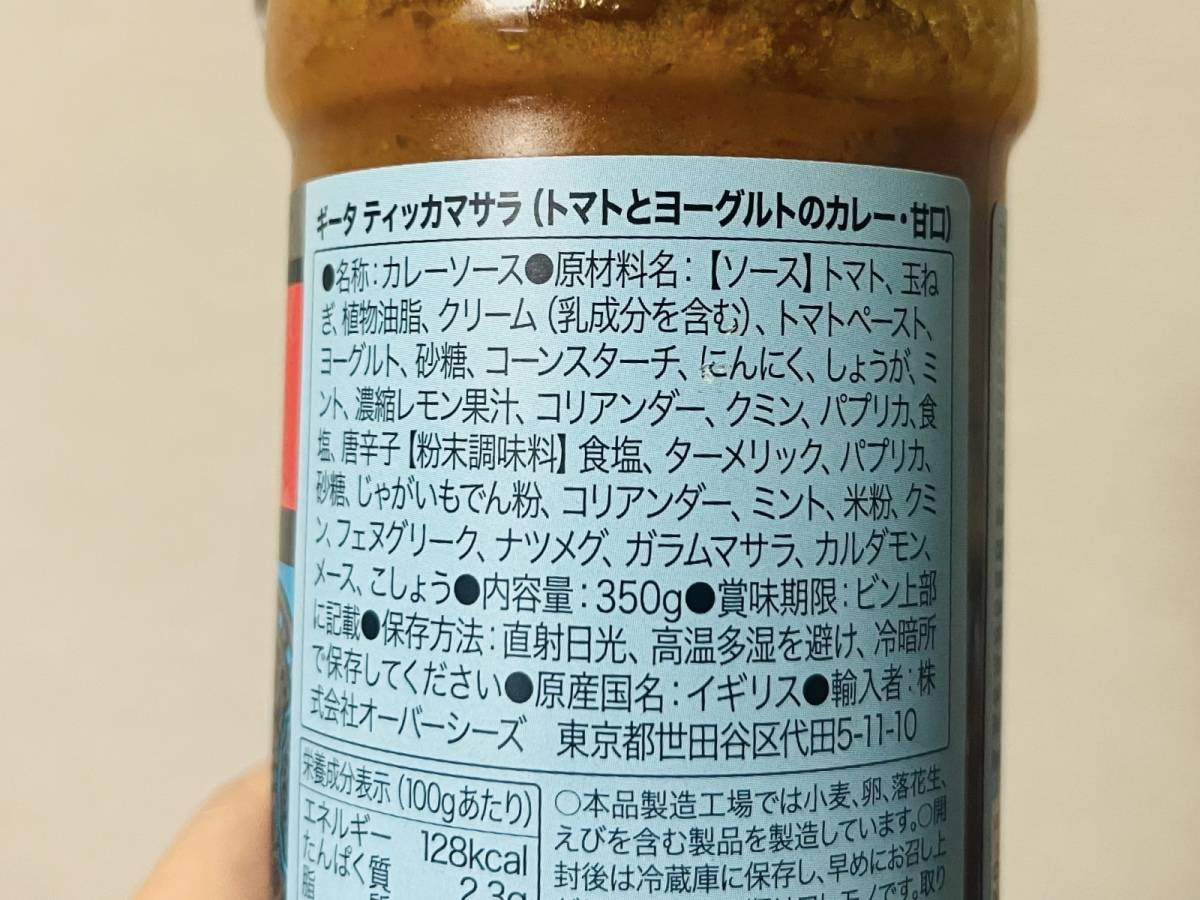 ギータ ティッカマサラ（トマトとヨーグルトのカレー・甘口）
●名称：カレーソース●原材料名：【ソース】トマト、玉ね
ぎ、植物油脂、クリーム（乳成分を含む）、トマトペースト、
ヨーグルト、砂糖、コーンスターチ、にんにく、しょうが、ミ
ント、濃縮レモン果汁、コリアンダー、クミン、パプリカ、食
塩、唐辛子【粉末調味料】食塩、ターメリック、パプリカ、
砂糖、じゃがいもでん粉、コリアンダー、ミント、米粉、クミ
ン、フェヌグリーク、ナツメグ、ガラムマサラ、カルダモン、
メース、こしょう●内容量：350g●賞味期限：ビン上部
に記載●保存方法：直射日光、高温多湿を避け、冷暗所
で保存してください●原産国名：イギリス●輸入者：株
式会社オーバーシーズ　東京都世田谷区代田5-11-10
栄養成分表示（100gあたり）
エネルギー 128kcal
たんぱく質 2.3g
脂 質
○本品製造工場では小麦、卵、落花生、
えびを含む製品を製造しています。○開
封後は冷蔵庫に保存し、早めにお召し上